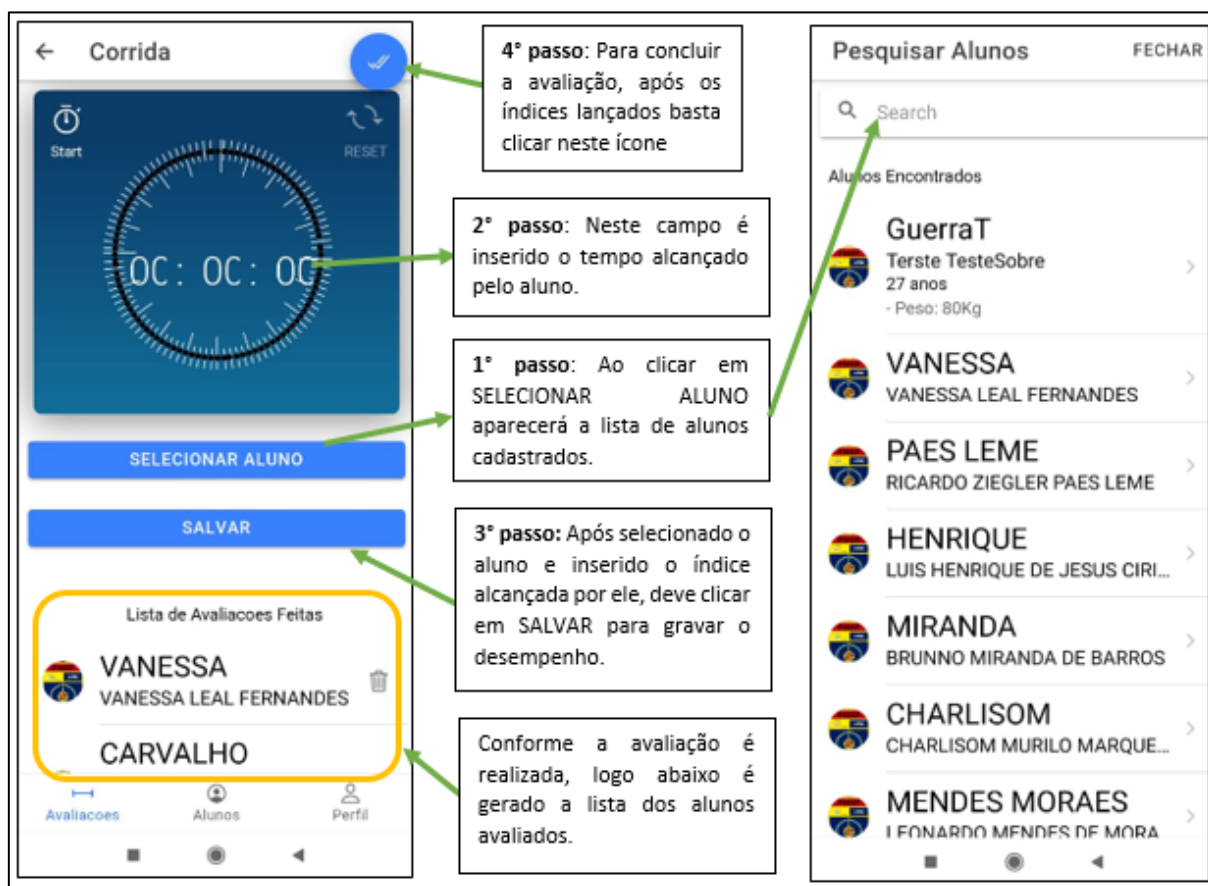 Corrida
Start
RESET
SELECIONAR ALUNO
SALVAR
Lista de Avaliacoes Feitas
VANESSA
VANESSA LEAL FERNANDES
CARVALHO
Avaliacoes
Alunos
Perfil
4° passo: Para concluir
a avaliação, após os
índices lançados basta
clicar neste ícone
2° passo: Neste campo é
inserido o tempo alcançado
pelo aluno.
1° passo: Ao clicar em
SELECIONAR ALUNO
aparecerá a lista de alunos
cadastrados.
3° passo: Após selecionado o
aluno e inserido o índice
alcançada por ele, deve clicar
em SALVAR para gravar o
desempenho.
Conforme a avaliação é
realizada, logo abaixo é
gerado a lista dos alunos
avaliados.
Pesquisar Alunos
FECHAR
Search
Alunos Encontrados
GuerraT
Terste TesteSobre
27 anos
- Peso: 80Kg
VANESSA
VANESSA LEAL FERNANDES
PAES LEME
RICARDO ZIEGLER PAES LEME
HENRIQUE
LUIS HENRIQUE DE JESUS CIRI...
MIRANDA
BRUNNO MIRANDA DE BARROS
CHARLISOM
CHARLISOM MURILO MARQUE...
MENDES MORAES
LEONARDO MENDES DE MORA